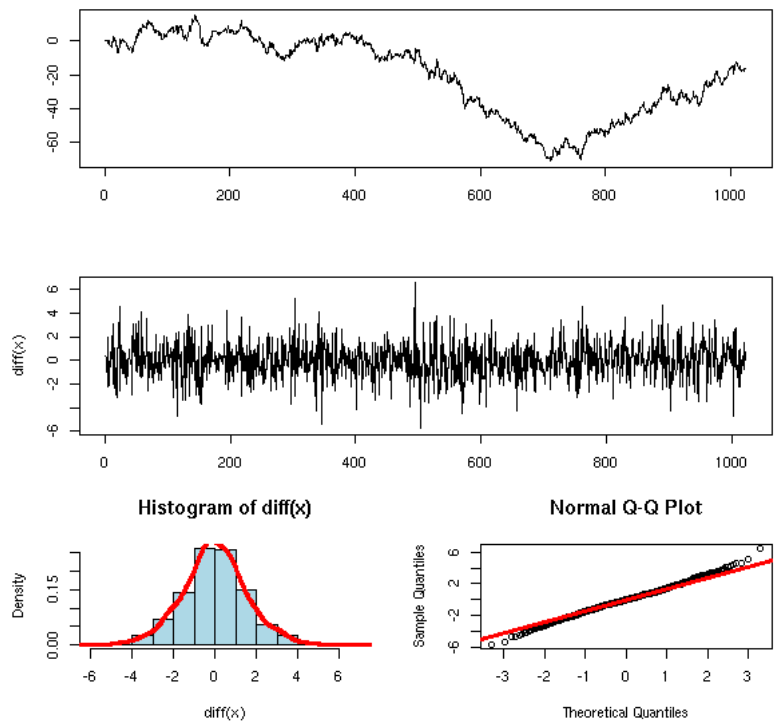 0
-20
-40
-60
0 200 400 600 800 1000
diff(x)
6
4
2
0
-2
-6
0 200 400 600 800 1000
Histogram of diff(x)
Density
0.15
0.00
-6 -4 -2 0 2 4 6
diff(x)
Normal Q-Q Plot
Sample Quantiles
6
2
-2
-6
-3 -2 -1 0 1 2 3
Theoretical Quantiles